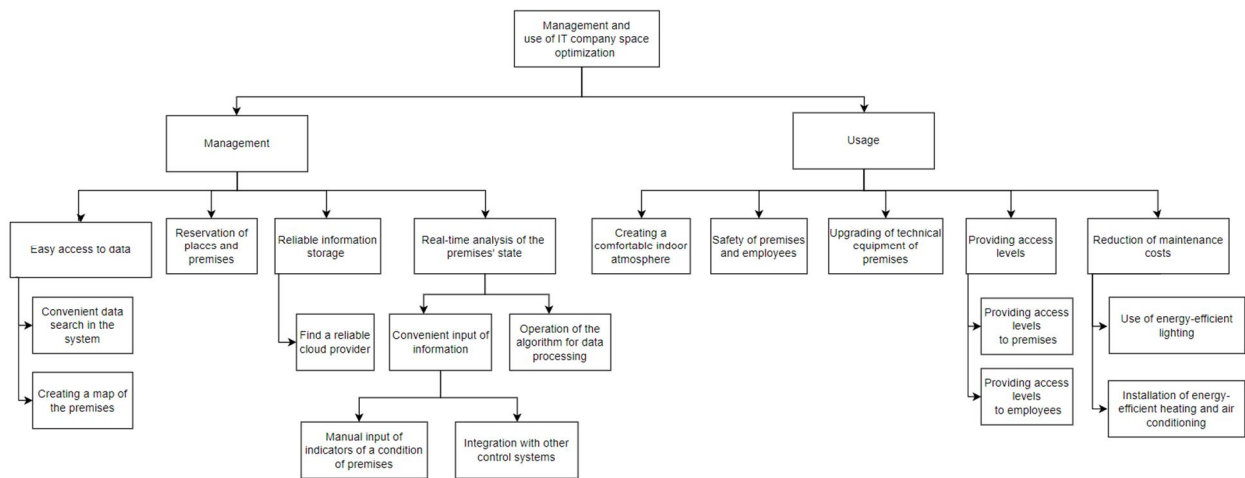 Management and
use of IT company space
optimization
Management
Usage
Easy access to data
Reservation of
places and
premises
Reliable information
storage
Real-time analysis of the
premises' state
Creating a
comfortable indoor
atmosphere
Safety of premises
and employees
Upgrading of technical
equipment of
premises
Providing access
levels
Reduction of maintenance
costs
Convenient data
search in the
system
Find a reliable
cloud provider
Convenient input of
information
Operation of the
algorithm for data
processing
Providing access
levels
to premises
Use of energy-efficient
lighting
Creating a map of
the premises
Providing access
levels
to employees
Installation of energy-
efficient heating and air
conditioning
Manual input of
indicators of a condition
of premises
Integration with other
control systems